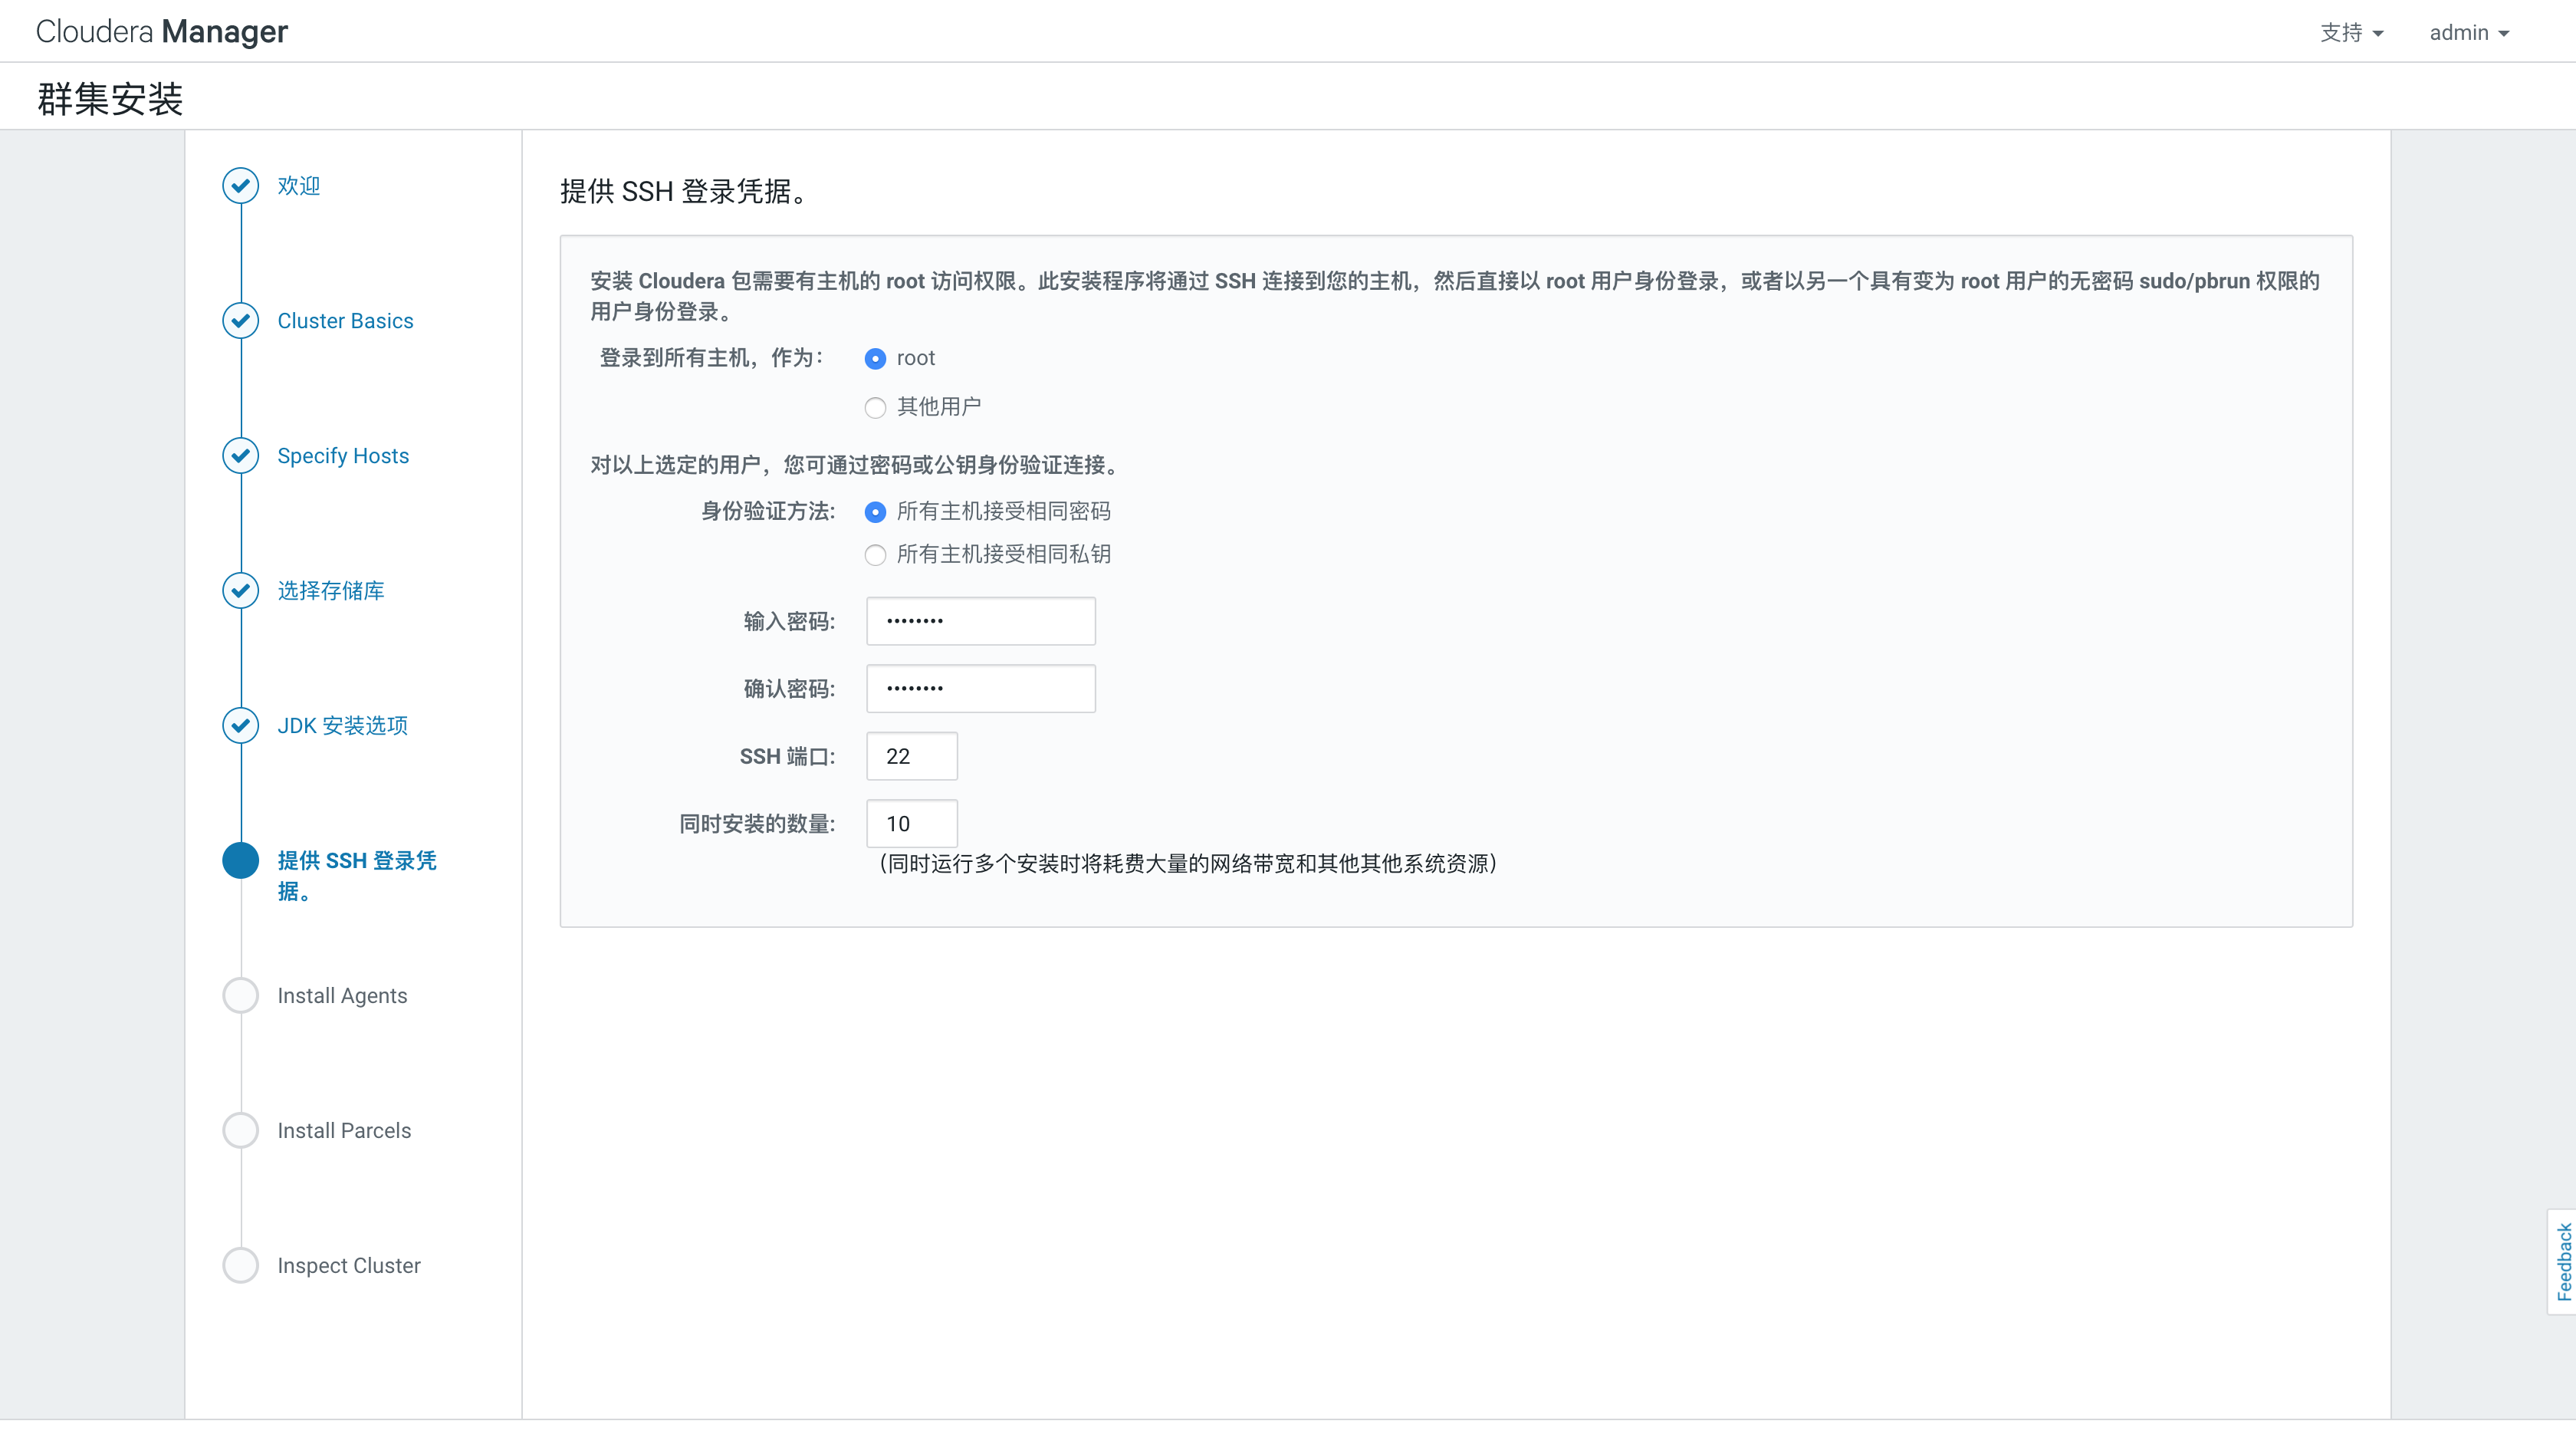 Cloudera Manager
支持
admin
群集安装
欢迎
Cluster Basics
Specify Hosts
选择存储库
JDK 安装选项
提供 SSH 登录凭
据。
Install Agents
Install Parcels
Inspect Cluster
提供 SSH 登录凭据。
安装 Cloudera 包需要有主机的 root 访问权限。此安装程序将通过 SSH 连接到您的主机，然后直接以 root 用户身份登录，或者以另一个具有变为 root 用户的无密码 sudo/pbrun 权限的
用户身份登录。
登录到所有主机，作为：
root
其他用户
对以上选定的用户，您可通过密码或公钥身份验证连接。
身份验证方法:
所有主机接受相同密码
所有主机接受相同私钥
输入密码:
••••••••
确认密码:
••••••••
SSH 端口:
22
同时安装的数量:
10
（同时运行多个安装时将耗费大量的网络带宽和其他其他系统资源）
Feedback